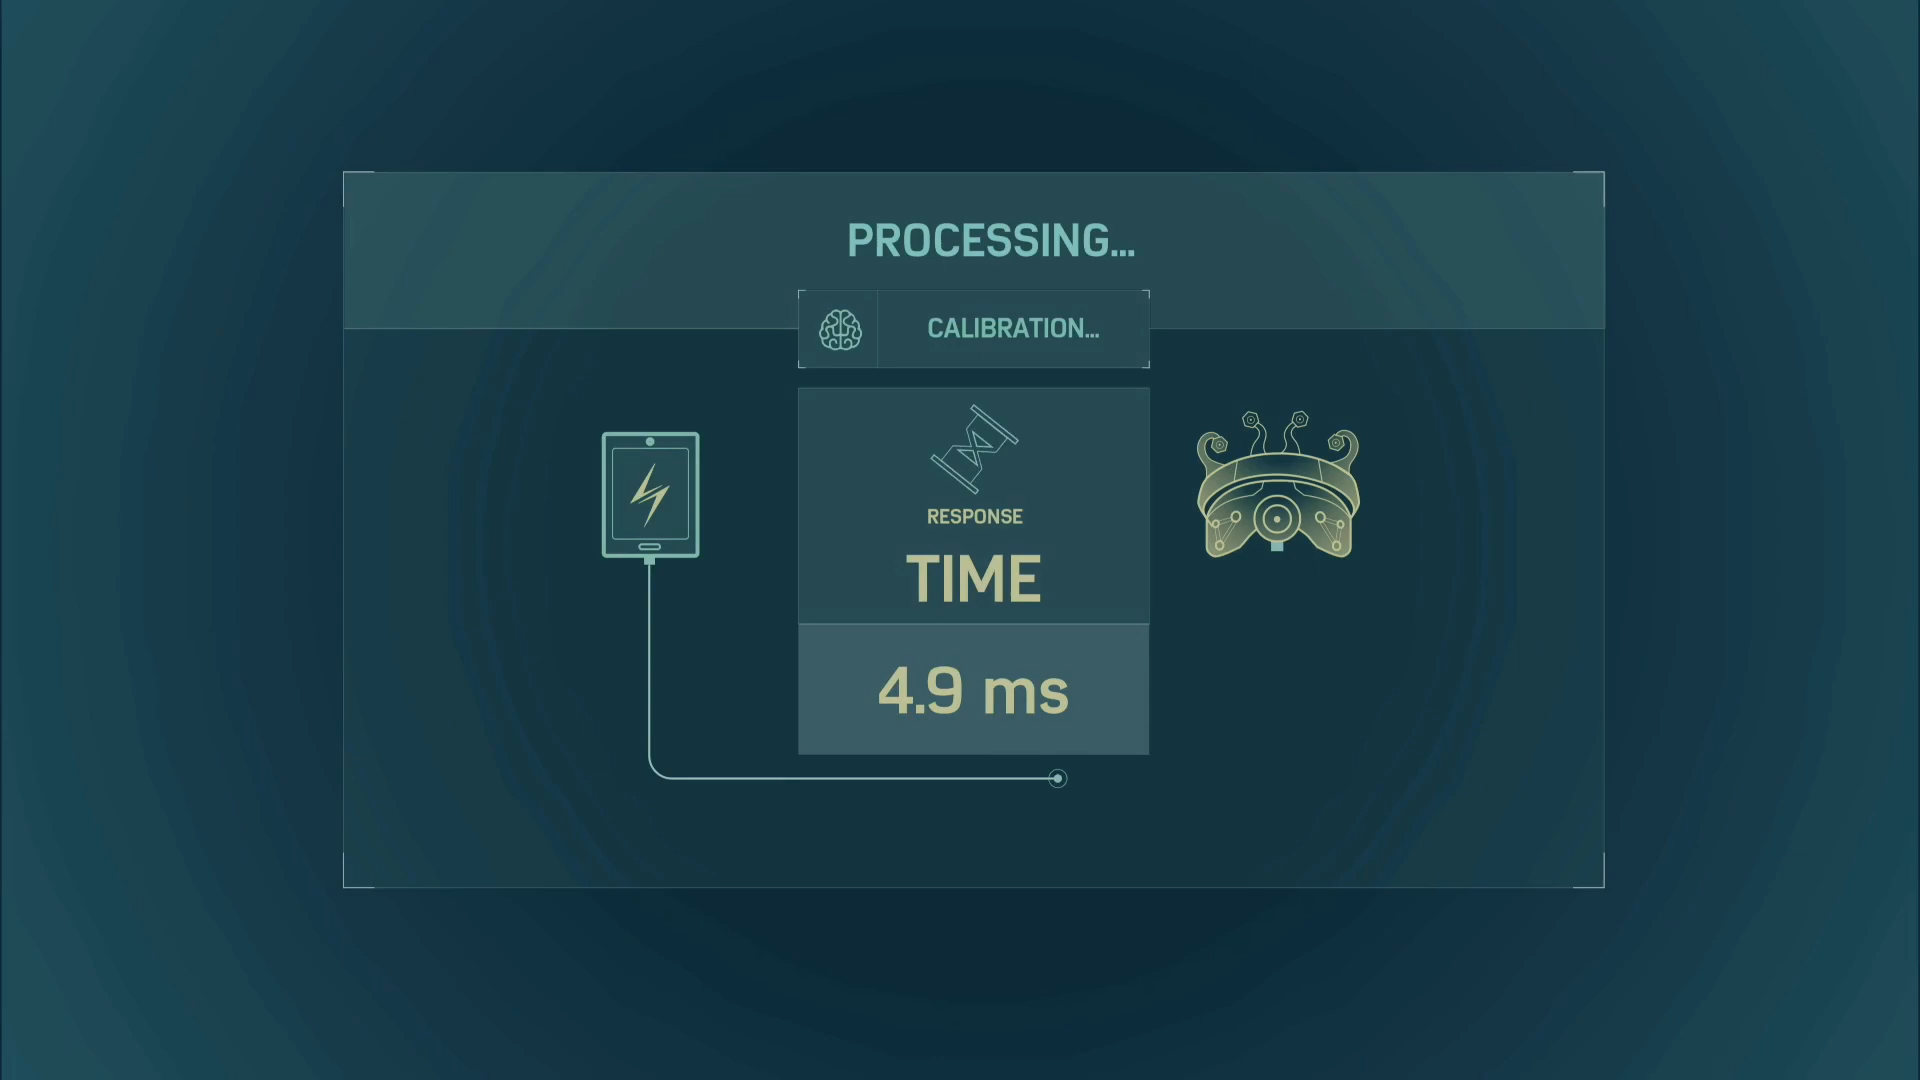 PROCESSING...
CALIBRATION...
RESPONSE
TIME
4.9 ms